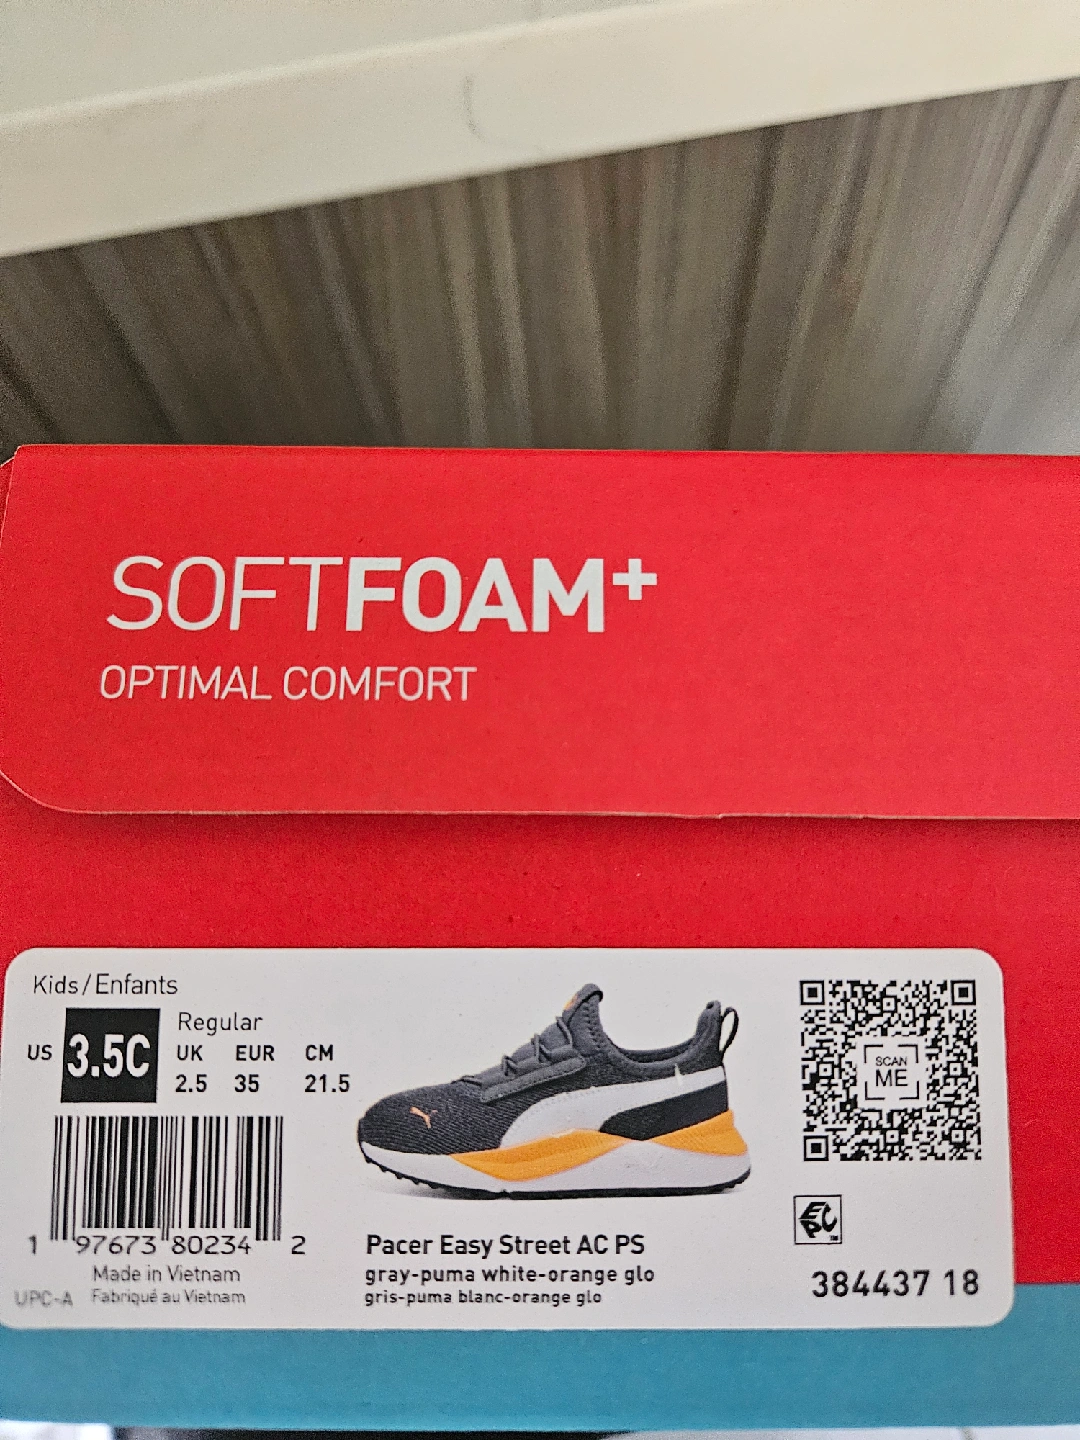 SOFTFOAM+
OPTIMAL COMFORT
Kids/Enfants
US 3.5C
Regular
UK EUR CM
2.5 35 21.5
SCAN
ME
1 97673 80234 2
Made in Vietnam
UPC-A Fabriqué au Vietnam
Pacer Easy Street AC PS
gray-puma white-orange glo
gris-puma blanc-orange glo
384437 18